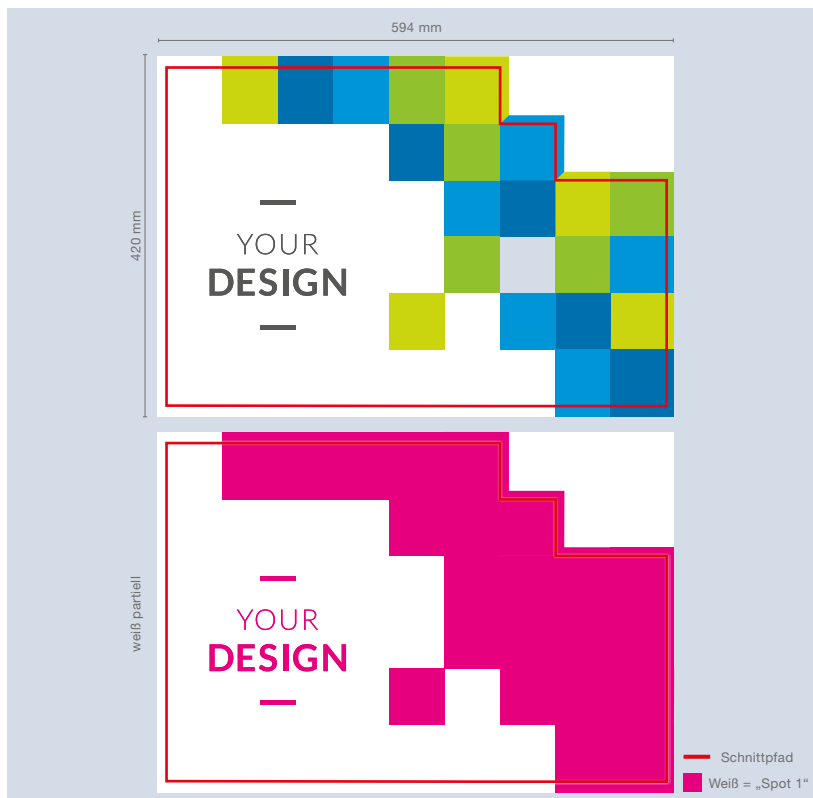 594 mm
420 mm
YOUR
DESIGN
weiß partiell
YOUR
DESIGN
Schnittpfad
Weiß = „Spot 1“